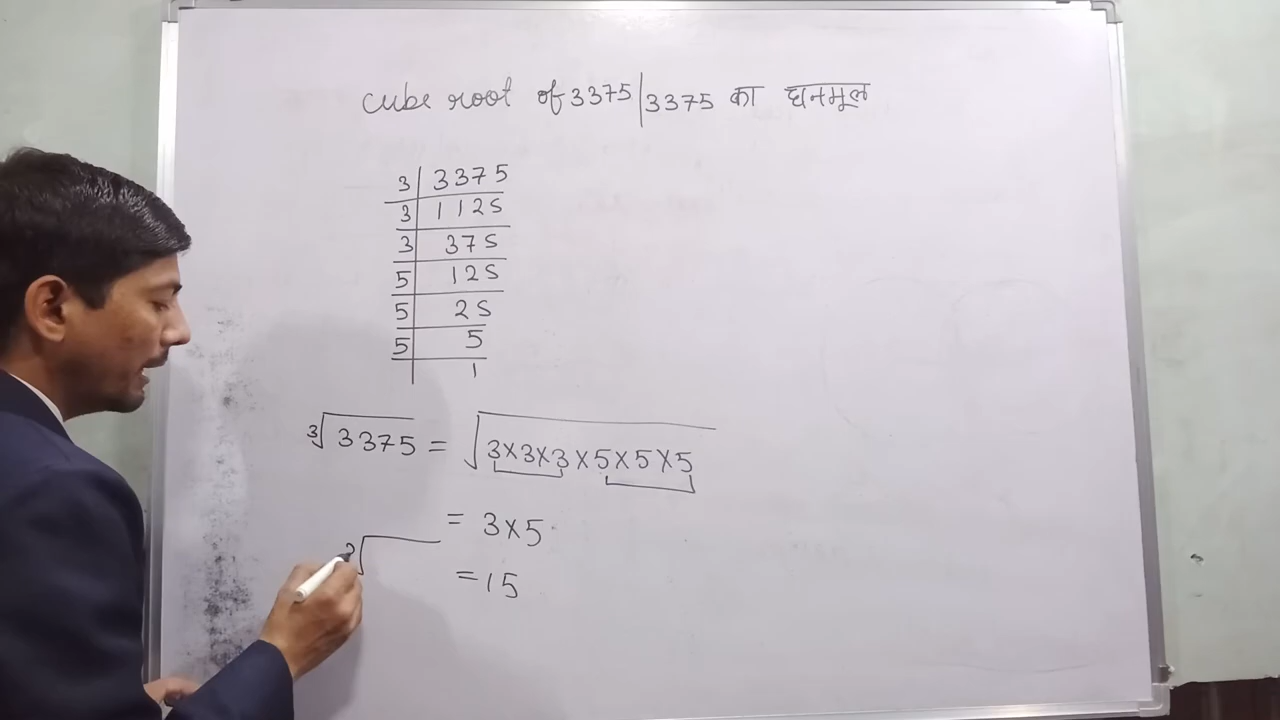 cube root of 3375 | 3375 का घनमूल
3 | 3375
3 | 1125
3 | 375
5 | 125
5 | 25
5 | 5
| 1
3√3375 = √3×3×3×5×5×5
= 3×5
3√
= 15